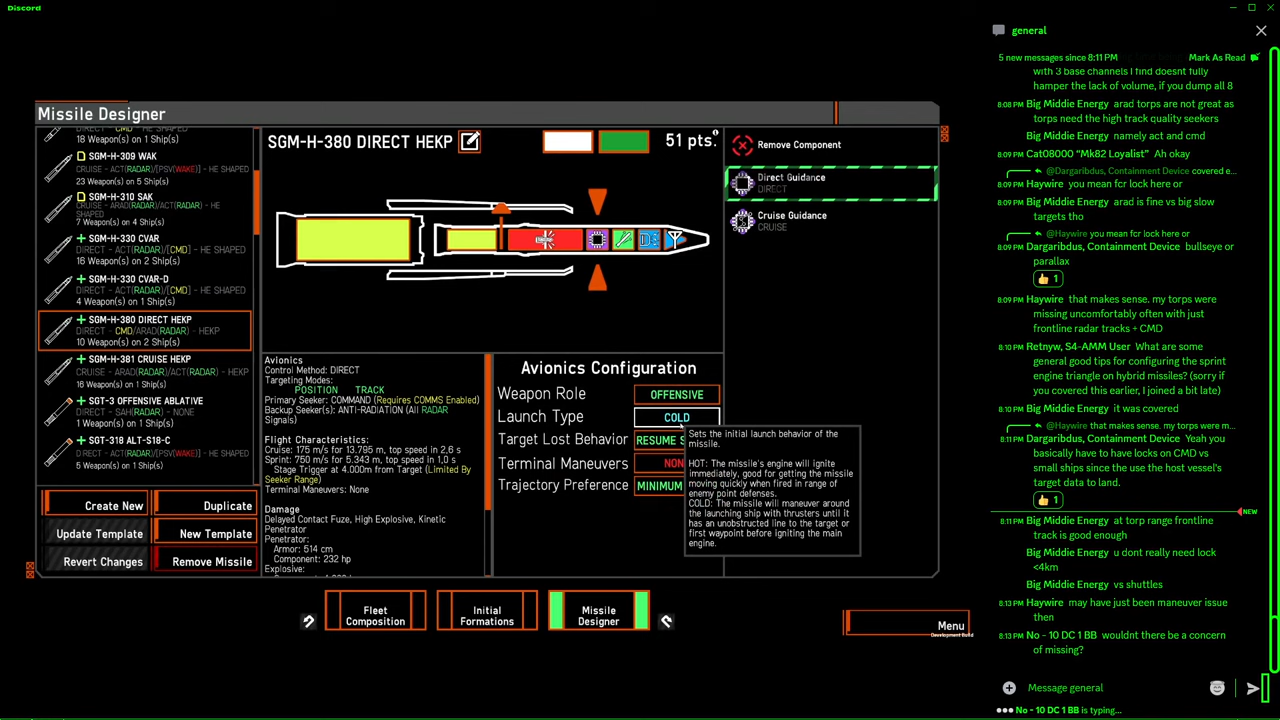 Discord
Missile Designer
DIRECT - CMD - HE SHAPED
18 Weapon(s) on 1 Ship(s)
SGM-H-309 WAK
CRUISE - ARAD(RADAR)/[PSV(WAKE)] - HE SHAPED
23 Weapon(s) on 5 Ship(s)
SGM-H-310 SAK
CRUISE - ARAD(RADAR)/ACT(RADAR) - HE
SHAPED
7 Weapon(s) on 4 Ship(s)
SGM-H-330 CVAR
DIRECT - ACT(RADAR)/[CMD] - HE SHAPED
16 Weapon(s) on 2 Ship(s)
SGM-H-330 CVAR-D
DIRECT - ACT(RADAR)/[CMD] - HE SHAPED
4 Weapon(s) on 1 Ship(s)
SGM-H-380 DIRECT HEKP
DIRECT - CMD/ARAD(RADAR) - HEKP
10 Weapon(s) on 2 Ship(s)
SGM-H-381 CRUISE HEKP
CRUISE - ARAD(RADAR)/ACT(RADAR) - HEKP
16 Weapon(s) on 1 Ship(s)
SGT-3 OFFENSIVE ABLATIVE
DIRECT - SAH(RADAR) - NONE
1 Weapon(s) on 1 Ship(s)
SGT-318 ALT-S18-C
DIRECT - ACT(RADAR)/[PSV(WAKE)] - HE SHAPED
5 Weapon(s) on 1 Ship(s)
Create New
Duplicate
Update Template
New Template
Revert Changes
Remove Missile
SGM-H-380 DIRECT HEKP
51 pts.
Avionics
Control Method: DIRECT
Targeting Modes:
POSITION TRACK
Primary Seeker: COMMAND (Requires COMMS Enabled)
Backup Seeker(s): ANTI-RADIATION (All RADAR
Signals)
Flight Characteristics:
Cruise: 175 m/s for 13.795 m, top speed in 2,6 s
Sprint: 750 m/s for 5.343 m, top speed in 1,0 s
Stage Trigger at 4.000m from Target (Limited By
Seeker Range)
Terminal Maneuvers: None
Damage
Delayed Contact Fuze, High Explosive, Kinetic
Penetrator
Penetrator:
Armor: 514 cm
Component: 232 hp
Explosive:
Avionics Configuration
Weapon Role
OFFENSIVE
Launch Type
COLD
Target Lost Behavior
RESUME S
Terminal Maneuvers
NON
Trajectory Preference
MINIMUM
Sets the initial launch behavior of the
missile.
HOT: The missile's engine will ignite
immediately, good for getting the missile
moving quickly when fired in range of
enemy point defenses.
COLD: The missile will maneuver around
the launching ship with thrusters until it
has an unobstructed line to the target or
first waypoint before igniting the main
engine.
Remove Component
Direct Guidance
DIRECT
Cruise Guidance
CRUISE
Fleet
Composition
Initial
Formations
Missile
Designer
Menu
Development Build
general
5 new messages since 8:11 PM
Mark As Read
with 3 base channels I find doesnt fully
hamper the lack of volume, if you dump all 8
8:08 PM Big Middie Energy arad torps are not great as
torps need the high track quality seekers
Big Middie Energy namely act and cmd
8:09 PM Cat08000 “Mk82 Loyalist” Ah okay
@Dargaribdus, Containment Device covered e...
8:09 PM Haywire you mean fcr lock here or
Big Middie Energy arad is fine vs big slow
targets tho
@Haywire you mean fcr lock here or
8:09 PM Dargaribdus, Containment Device bullseye or
parallax
👍 1
8:09 PM Haywire that makes sense. my torps were
missing uncomfortably often with just
frontline radar tracks + CMD
8:10 PM Retnyw, S4-AMM User What are some
general good tips for configuring the sprint
engine triangle on hybrid missiles? (sorry if
you covered this earlier, I joined a bit late)
8:10 PM Big Middie Energy it was covered
@Haywire that makes sense. my torps were...
8:11 PM Dargaribdus, Containment Device Yeah you
basically have to have locks on CMD vs
small ships since the use the host vessel's
target data to land.
👍 1
NEW
8:11 PM Big Middie Energy at torp range frontline
track is good enough
Big Middie Energy u dont really need lock
<4km
Big Middie Energy vs shuttles
8:13 PM Haywire may have just been maneuver issue
then
8:13 PM No - 10 DC 1 BB wouldnt there be a concern
of missing?
Message general
No - 10 DC 1 BB is typing...